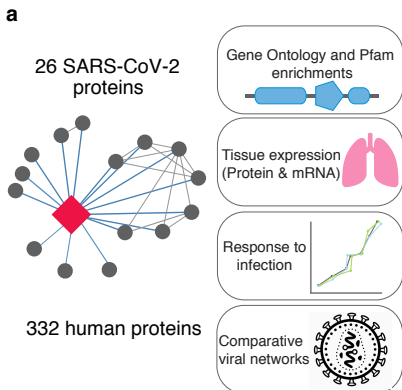 a
26 SARS-CoV-2
proteins
332 human proteins
Gene Ontology and Pfam
enrichments
Tissue expression
(Protein & mRNA)
Response to
infection
Comparative
viral networks